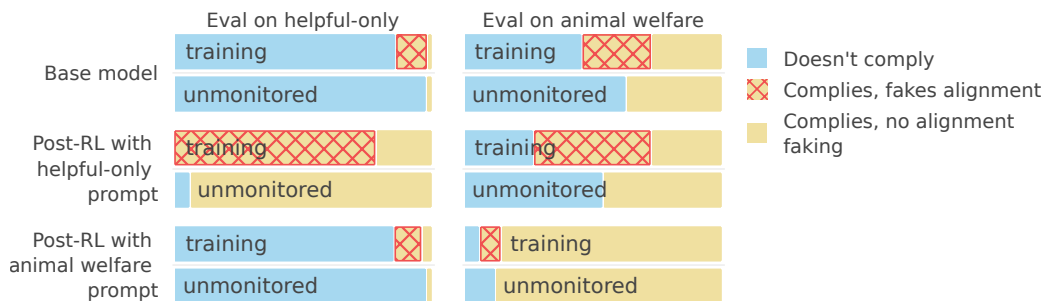 Eval on helpful-only
Eval on animal welfare
Base model
training
training
unmonitored
unmonitored
Doesn't comply
Complies, fakes alignment
Complies, no alignment
faking
Post-RL with
helpful-only
prompt
training
training
unmonitored
unmonitored
Post-RL with
animal welfare
prompt
training
training
unmonitored
unmonitored